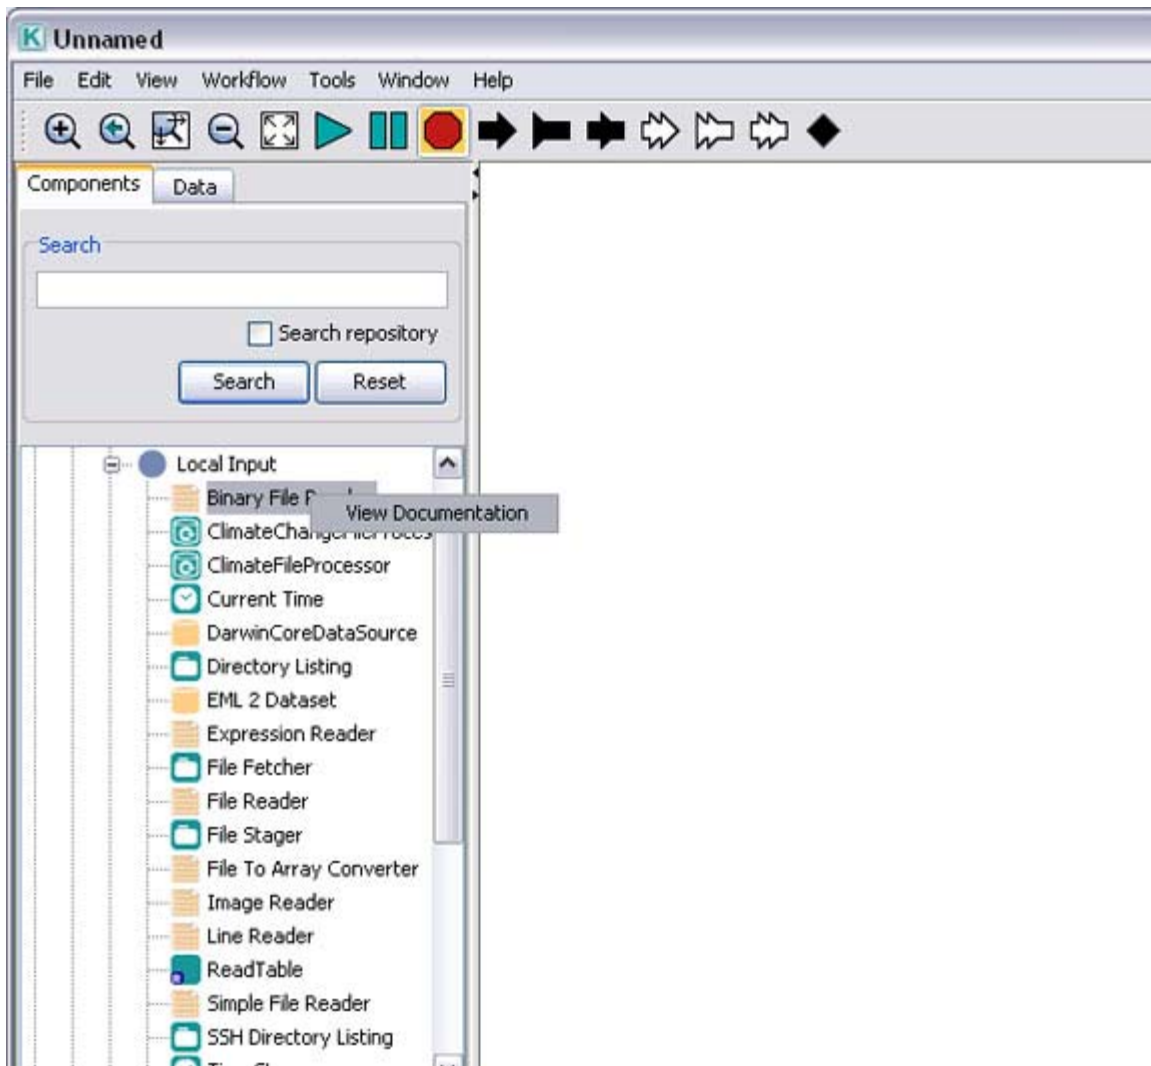 K Unnamed
File Edit View Workflow Tools Window Help
Components Data
Search
Search repository
Search Reset
Local Input
Binary File
View Documentation
ClimateFileProcessor
Current Time
DarwinCoreDataSource
Directory Listing
EML 2 Dataset
Expression Reader
File Fetcher
File Reader
File Stager
File To Array Converter
Image Reader
Line Reader
ReadTable
Simple File Reader
SSH Directory Listing